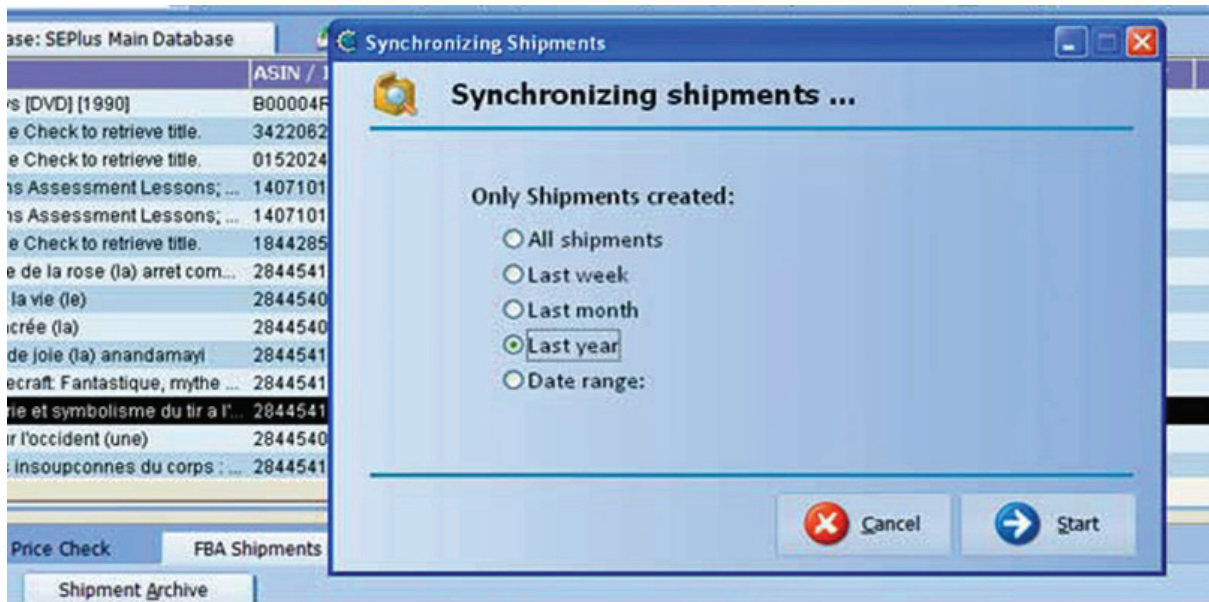 ase: SEPlus Main Database
Synchronizing Shipments
ASIN / 1
vs [DVD] [1990] B00004F
e Check to retrieve title. 3422062
e Check to retrieve title. 0152024
ns Assessment Lessons; ... 1407101
ns Assessment Lessons; ... 1407101
e Check to retrieve title. 1844285
e de la rose (la) arret com... 2844541
la vie (le) 2844540
acrée (la) 2844540
de joie (la) anandamayi 2844541
ecraft: Fantastique, mythe ... 2844541
rie et symbolisme du tir a l'... 2844541
ur l'occident (une) 2844540
insoupconnes du corps : ... 2844541
Synchronizing shipments ...
Only Shipments created:
All shipments
Last week
Last month
Last year
Date range:
Cancel
Start
Price Check
FBA Shipments
Shipment Archive